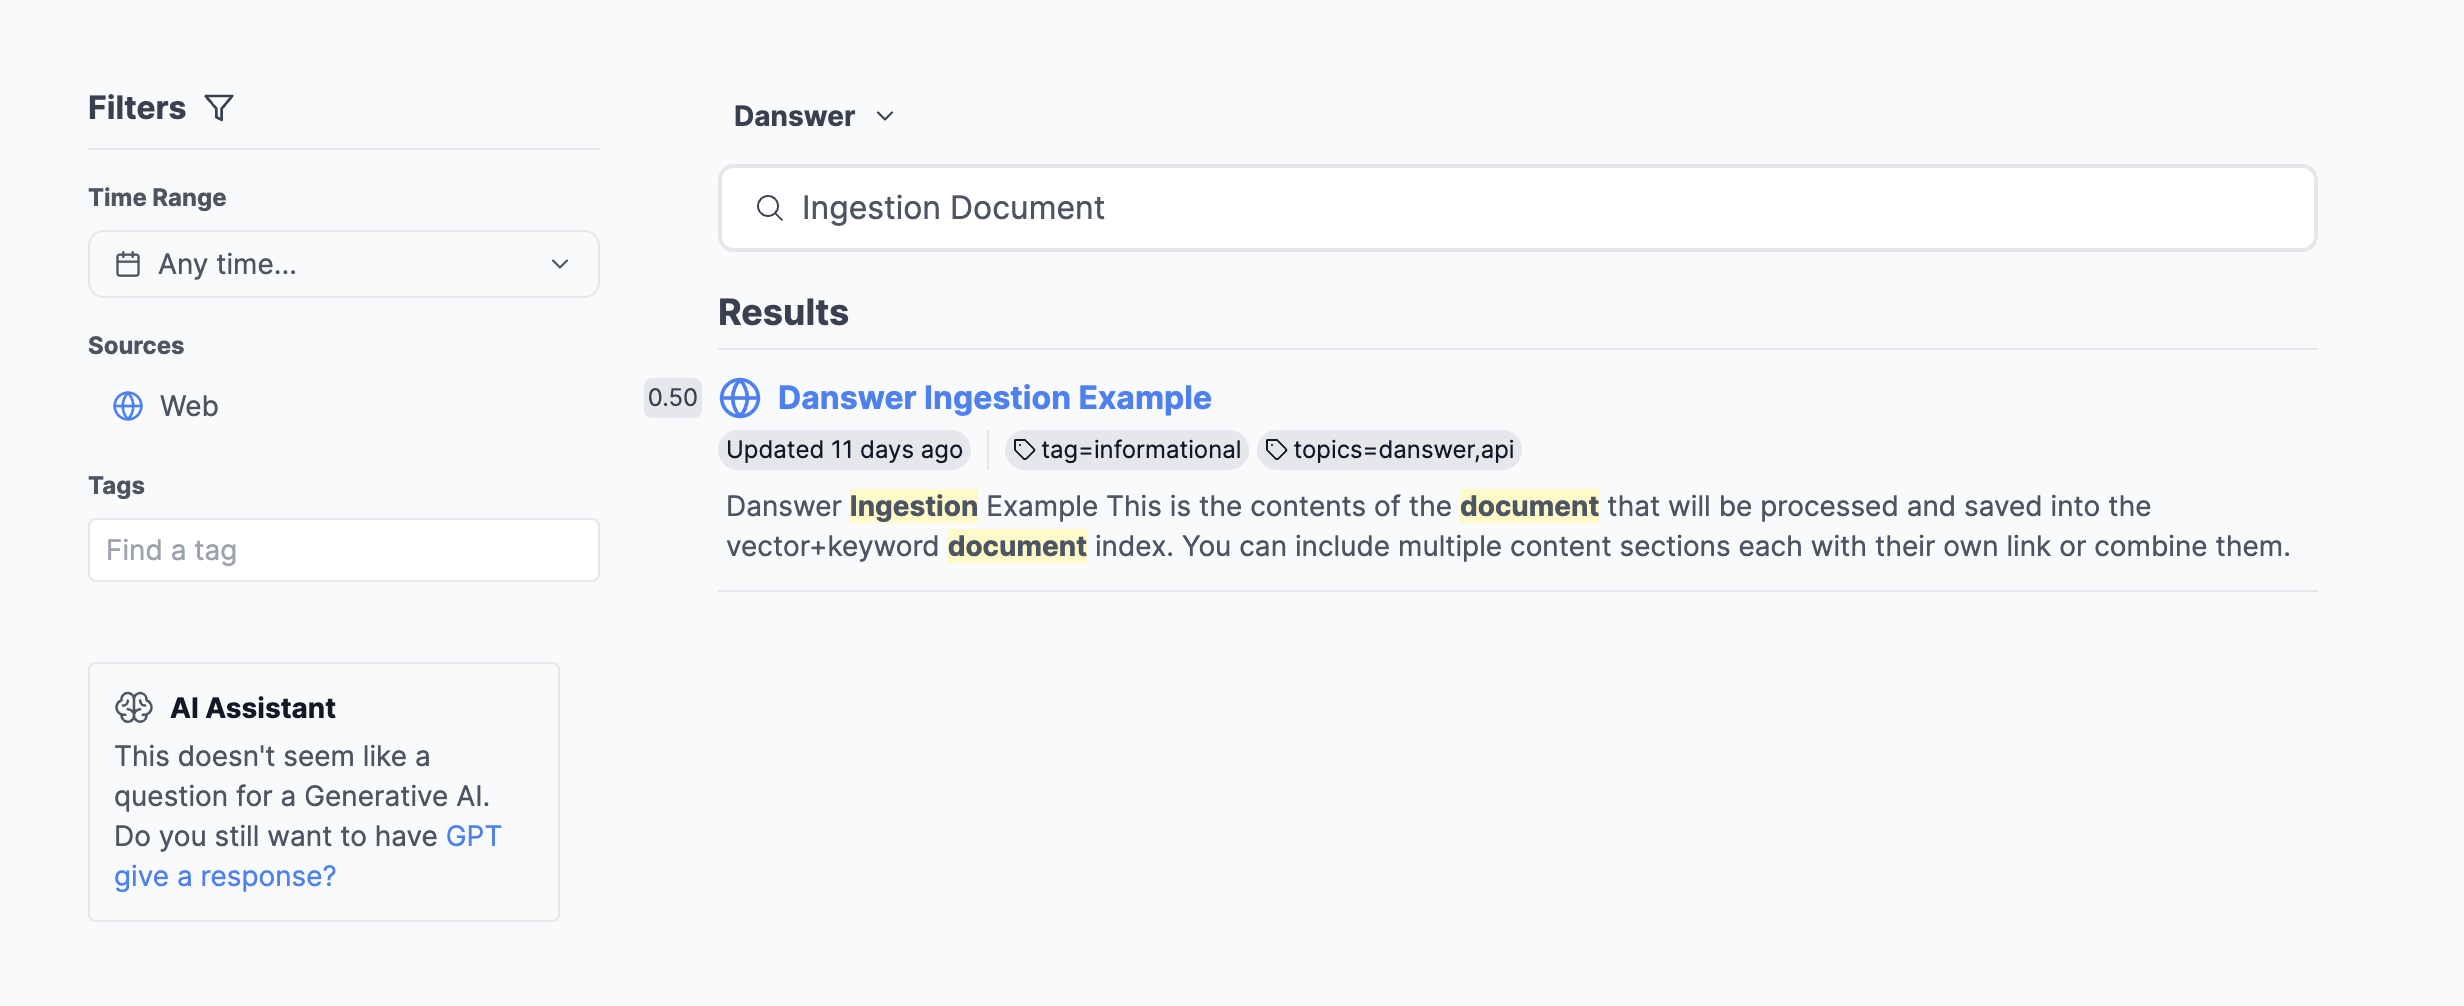 Filters
Time Range
Any time...
Sources
Web
Tags
Find a tag
AI Assistant
This doesn't seem like a
question for a Generative AI.
Do you still want to have GPT
give a response?
Danswer
Ingestion Document
Results
0.50
Danswer Ingestion Example
Updated 11 days ago tag=informational topics=danswer,api
Danswer Ingestion Example This is the contents of the document that will be processed and saved into the
vector+keyword document index. You can include multiple content sections each with their own link or combine them.